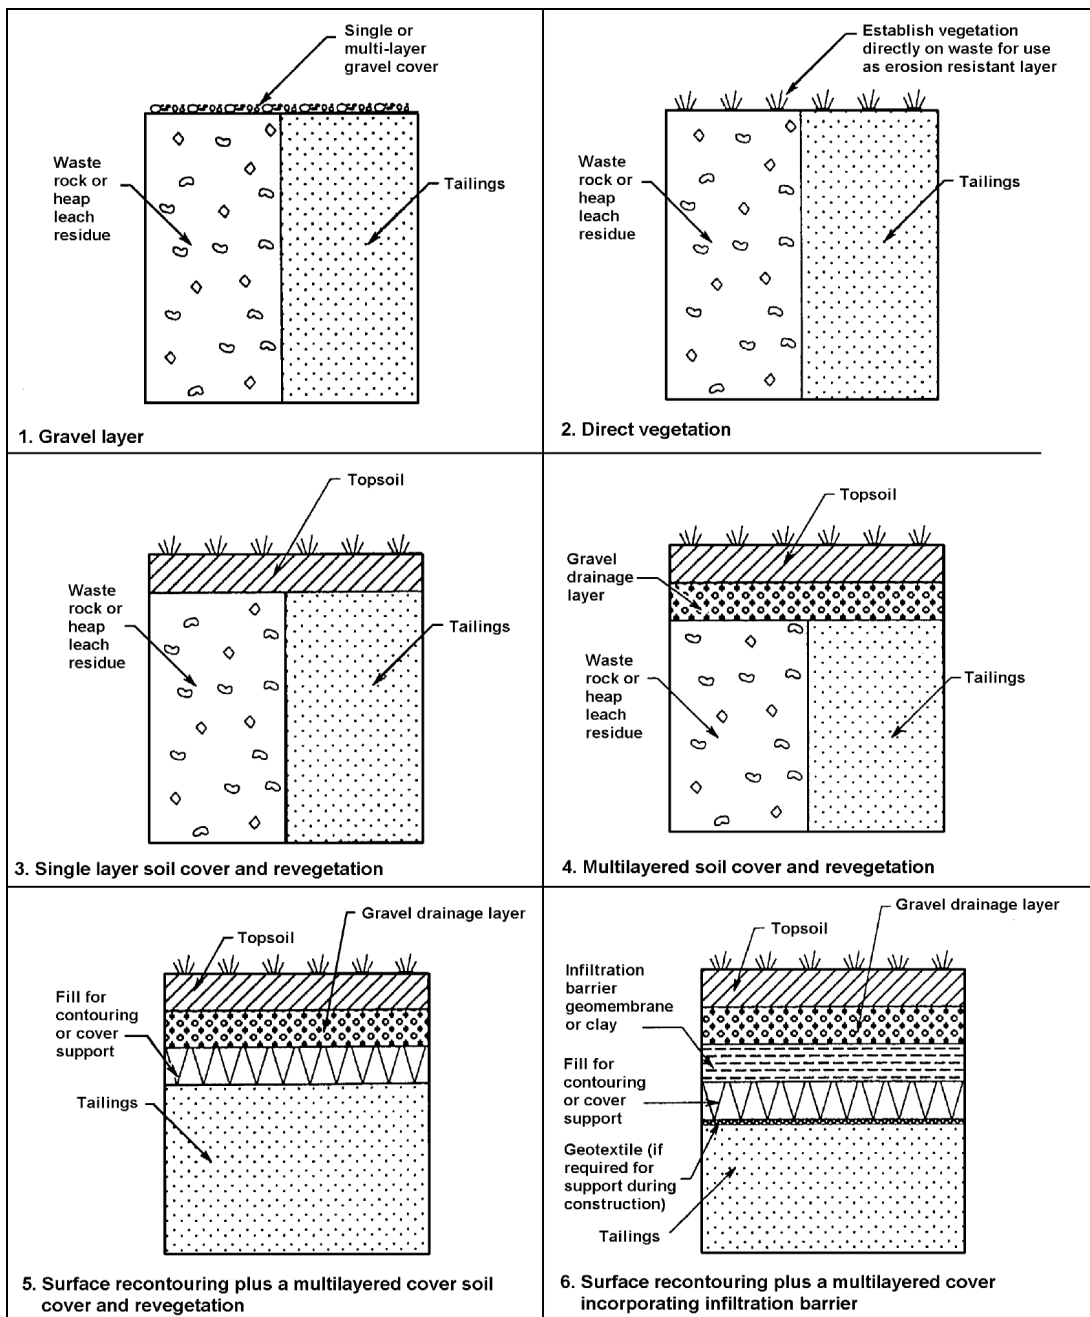 Single or
multi-layer
gravel cover
Waste
rock or
heap
leach
residue
Tailings
1. Gravel layer
Establish vegetation
directly on waste for use
as erosion resistant layer
Waste
rock or
heap
leach
residue
Tailings
2. Direct vegetation
Topsoil
Waste
rock or
heap
leach
residue
Tailings
3. Single layer soil cover and revegetation
Topsoil
Gravel
drainage
layer
Waste
rock or
heap
leach
residue
Tailings
4. Multilayered soil cover and revegetation
Gravel drainage layer
Topsoil
Fill for
contouring
or cover
support
Tailings
5. Surface recontouring plus a multilayered cover soil
cover and revegetation
Gravel drainage layer
Topsoil
Infiltration
barrier
geomembrane
or clay
Fill for
contouring
or cover
support
Geotextile (if
required for
support during
construction)
Tailings
6. Surface recontouring plus a multilayered cover
incorporating infiltration barrier